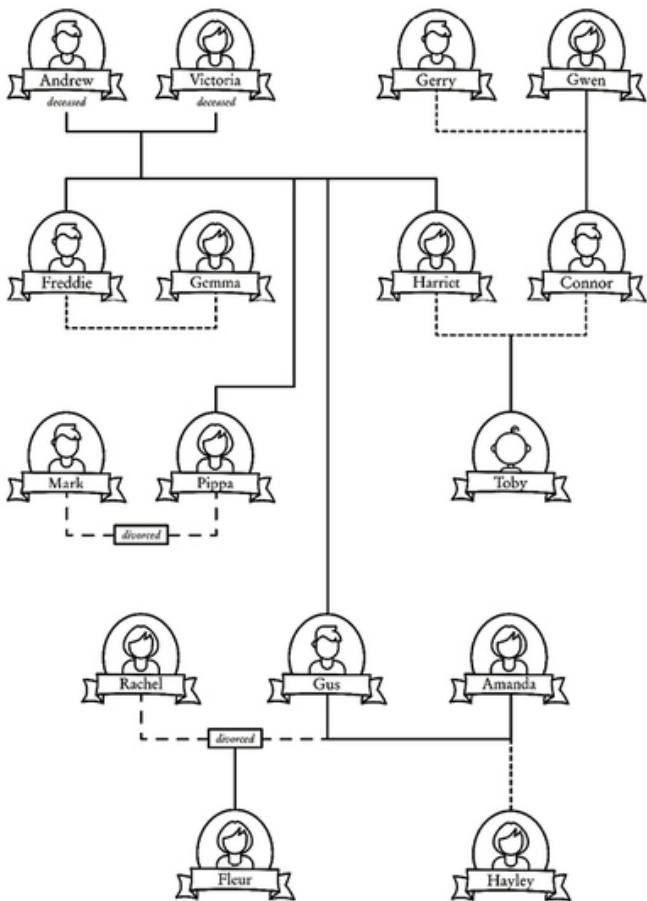 Andrew
Victoria
Gerry
Gwen
deceased
deceased
Freddie
Gemma
Harriet
Connor
Mark
Pippa
Toby
divorced
Rachel
Gus
Amanda
divorced
Fleur
Hayley